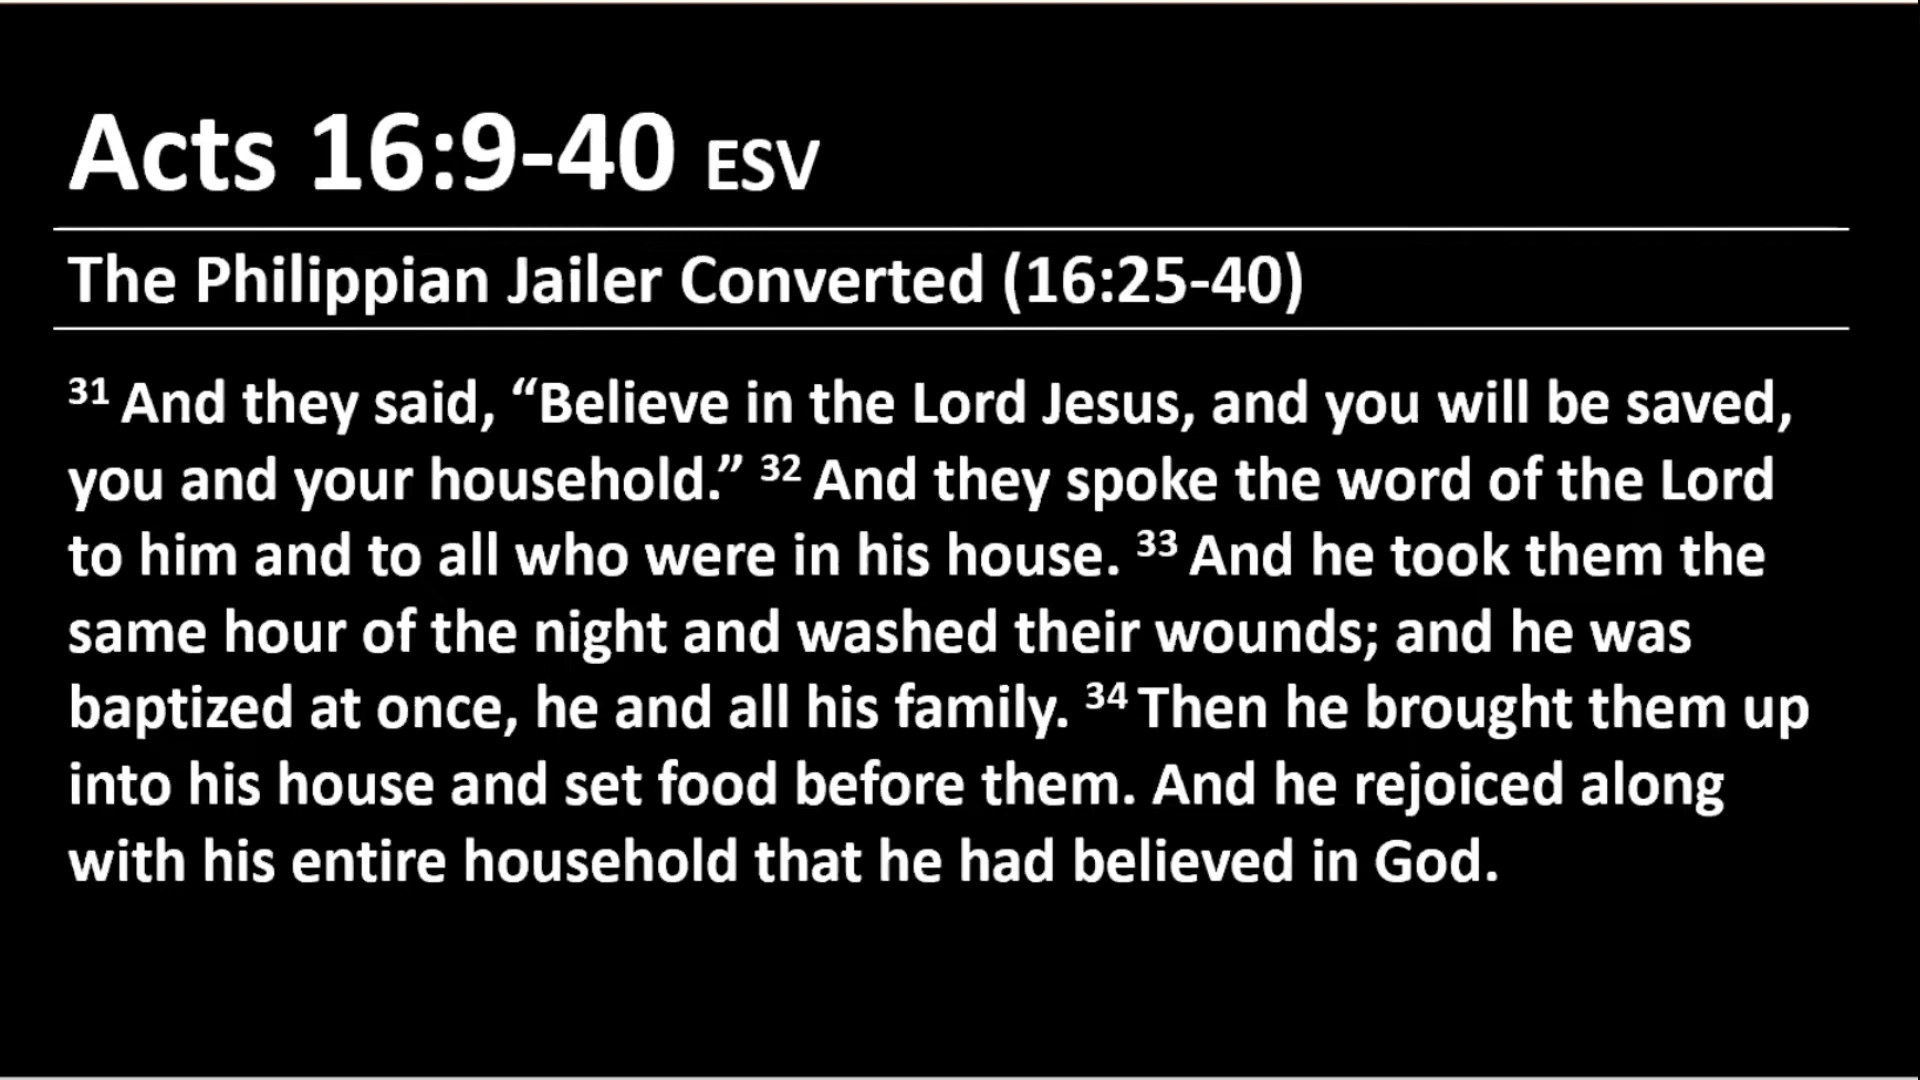 Acts 16:9-40 ESV
The Philippian Jailer Converted (16:25-40)
31 And they said, “Believe in the Lord Jesus, and you will be saved,
you and your household.” 32 And they spoke the word of the Lord
to him and to all who were in his house. 33 And he took them the
same hour of the night and washed their wounds; and he was
baptized at once, he and all his family. 34 Then he brought them up
into his house and set food before them. And he rejoiced along
with his entire household that he had believed in God.